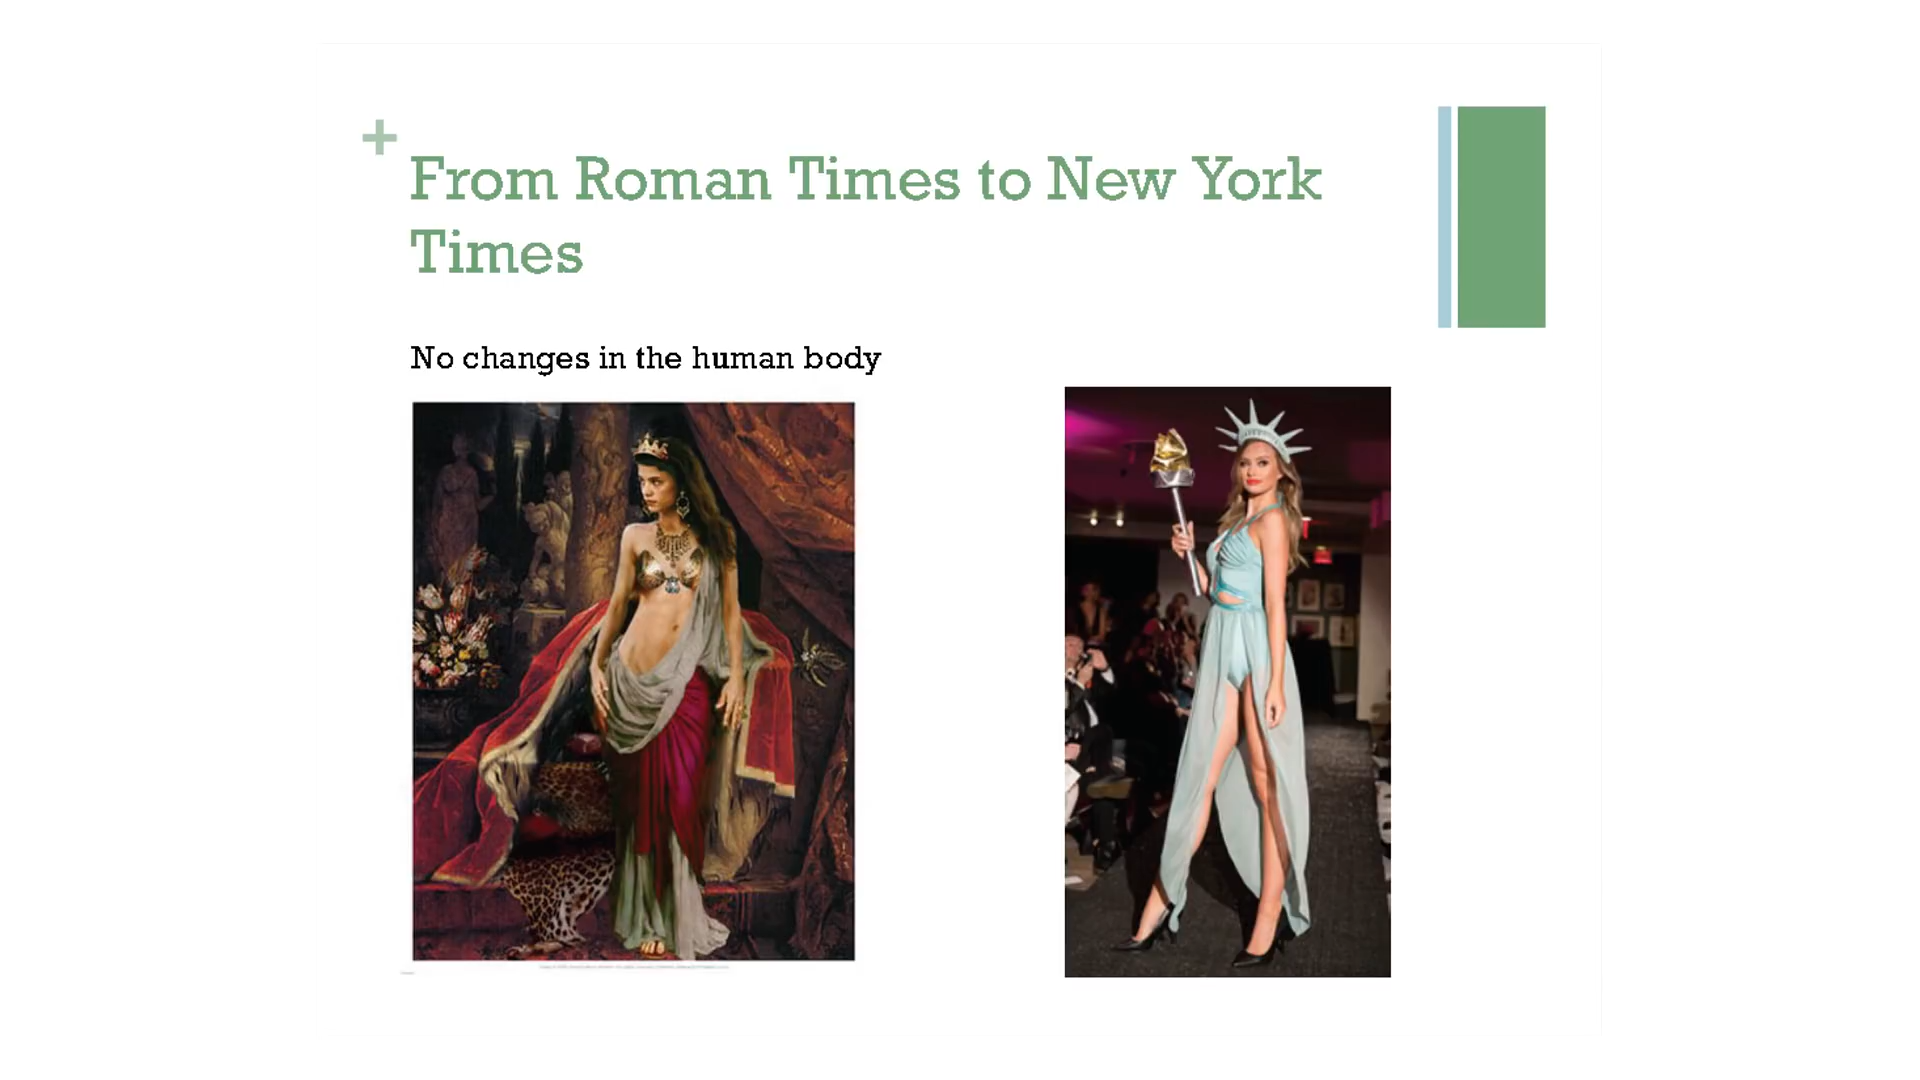 +
From Roman Times to New York
Times
No changes in the human body